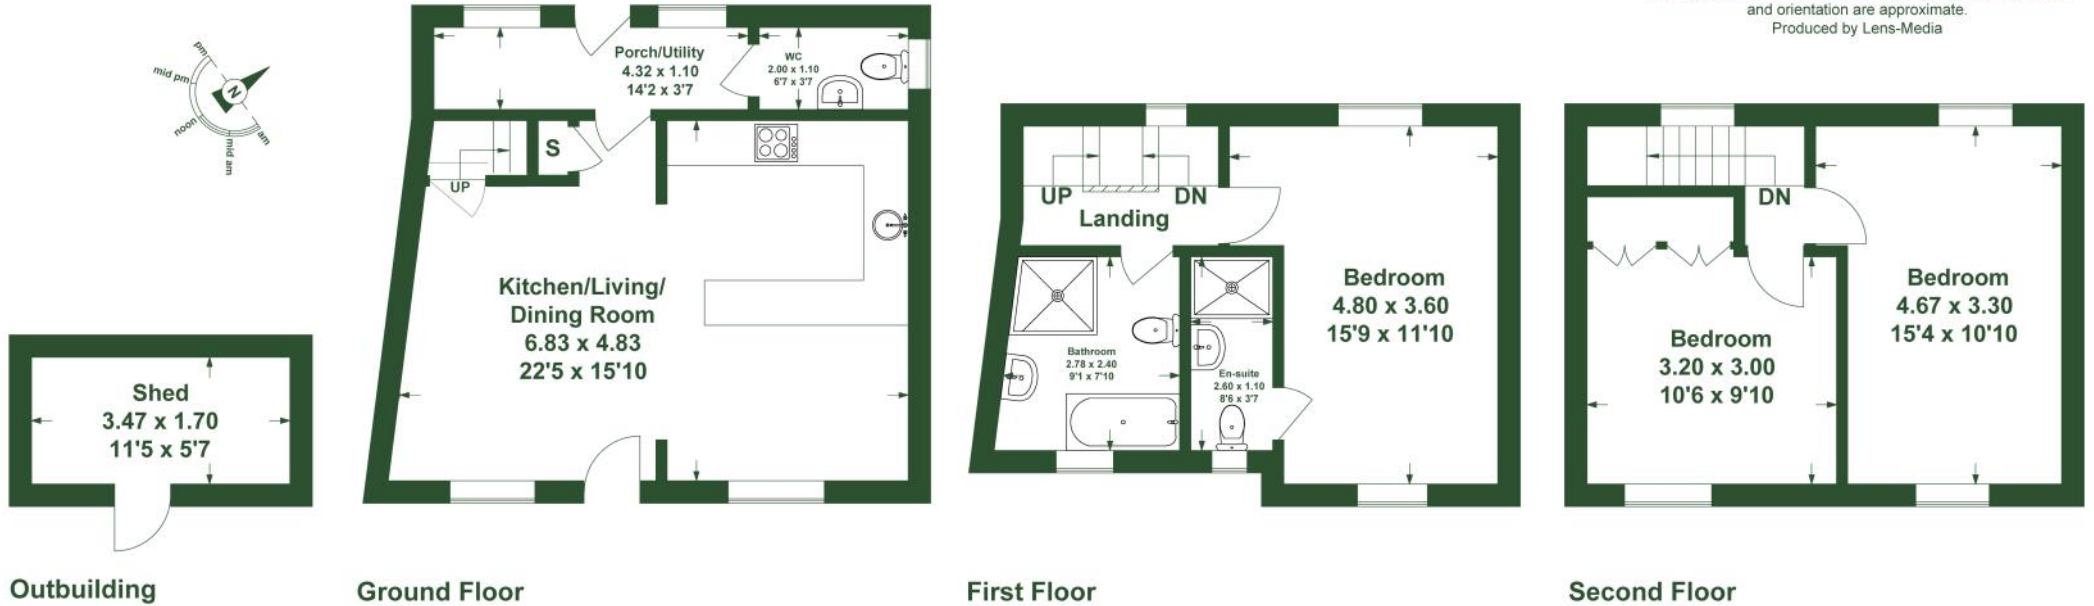 and orientation are approximate.
Produced by Lens-Media
pm
mid pm
noon
mid am
am
N
Porch/Utility
4.32 x 1.10
14'2 x 3'7
WC
2.00 x 1.10
6'7 x 3'7
S
UP
Kitchen/Living/
Dining Room
6.83 x 4.83
22'5 x 15'10
Shed
3.47 x 1.70
11'5 x 5'7
UP
DN
Landing
Bedroom
4.80 x 3.60
15'9 x 11'10
Bathroom
2.78 x 2.40
9'1 x 7'10
En-suite
2.60 x 1.10
8'6 x 3'7
DN
Bedroom
4.67 x 3.30
15'4 x 10'10
Bedroom
3.20 x 3.00
10'6 x 9'10
Outbuilding
Ground Floor
First Floor
Second Floor